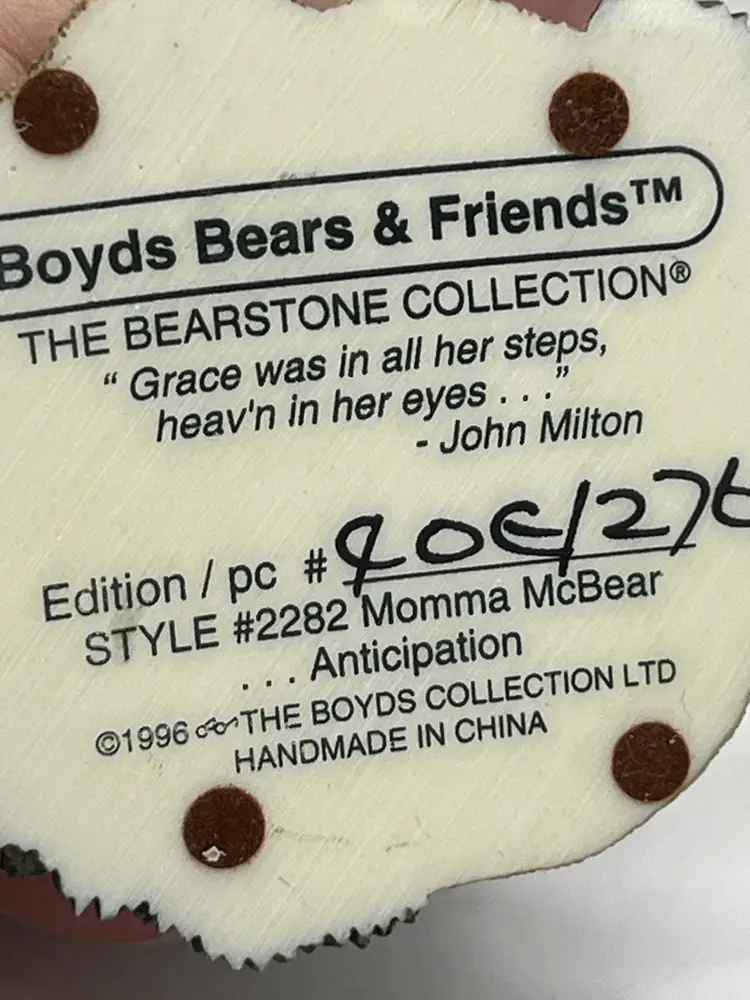 Boyds Bears & Friends™
THE BEARSTONE COLLECTION®
“ Grace was in all her steps,
heav'n in her eyes . . .”
- John Milton
Edition / pc #
STYLE #2282 Momma McBear
. . . Anticipation
©1996 THE BOYDS COLLECTION LTD
HANDMADE IN CHINA